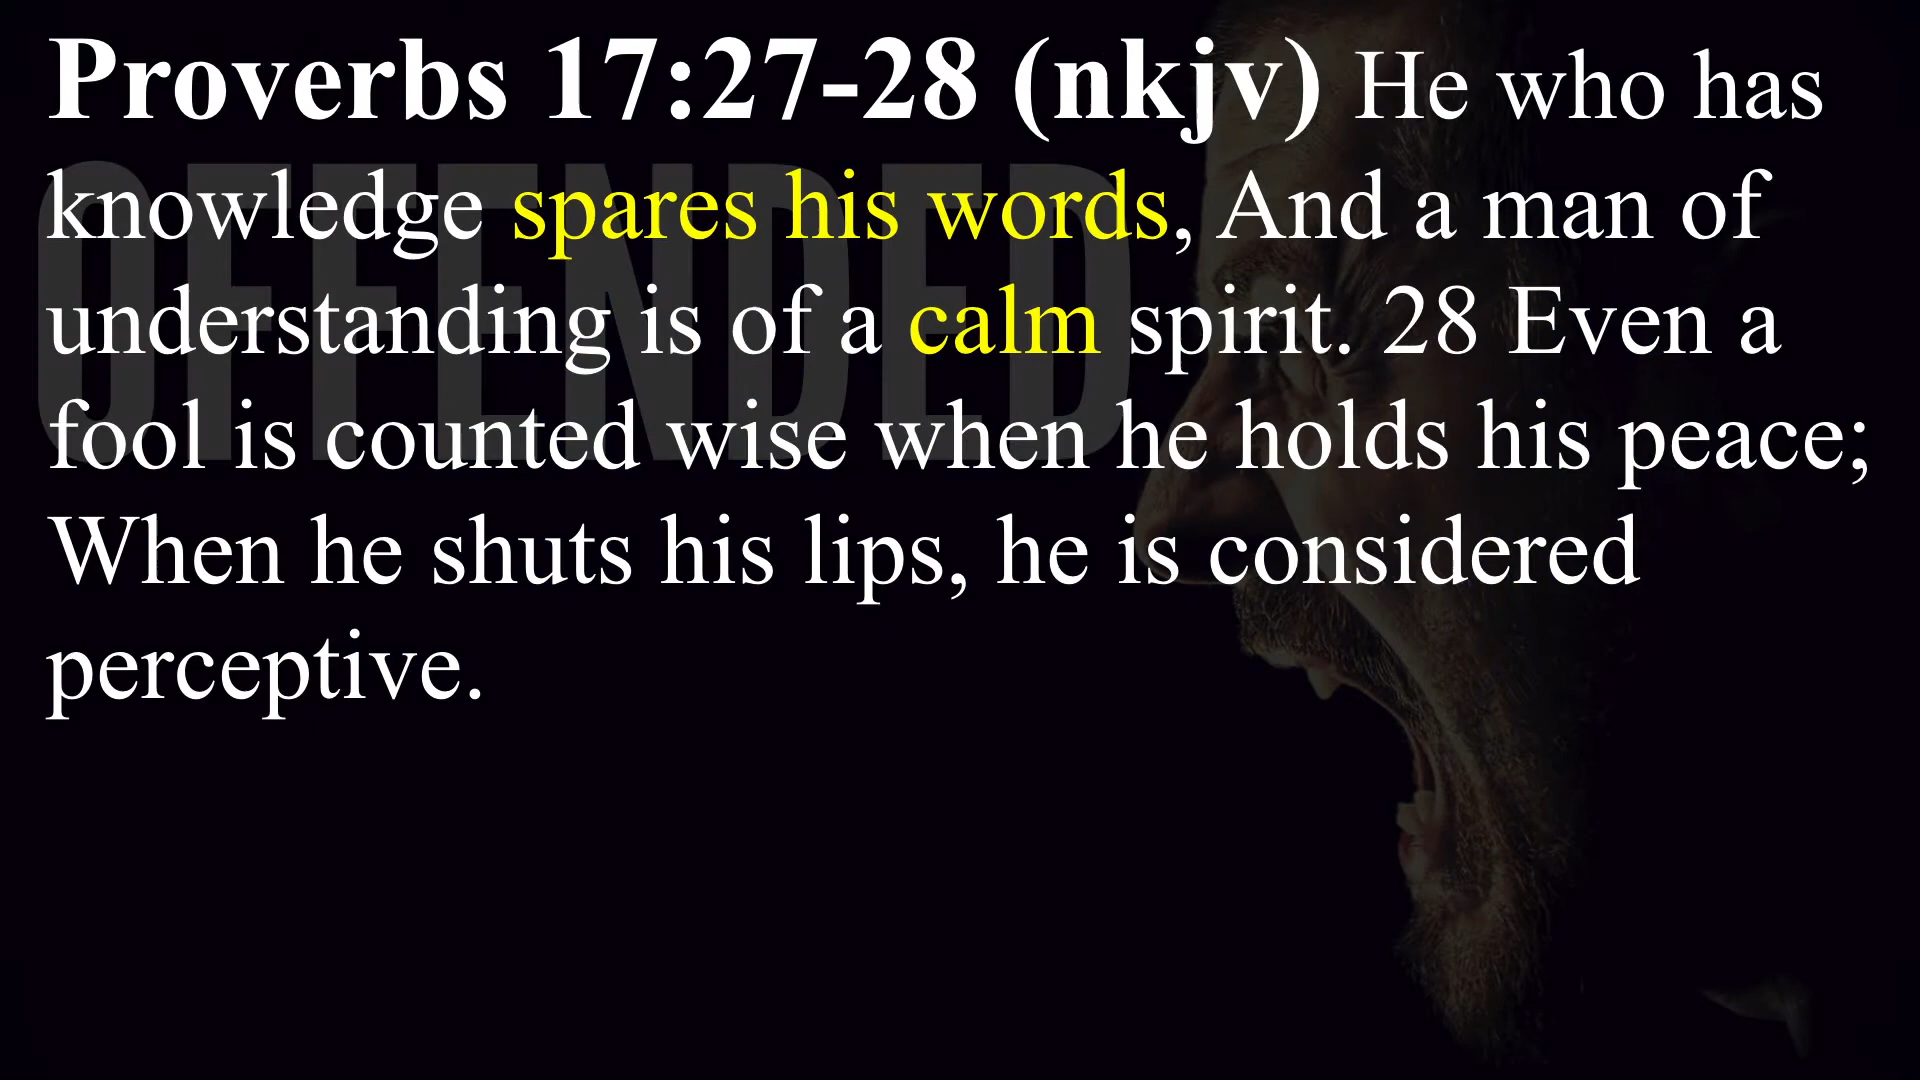 Proverbs 17:27-28 (nkjv) He who has
knowledge spares his words, And a man of
understanding is of a calm spirit. 28 Even a
fool is counted wise when he holds his peace;
When he shuts his lips, he is considered
perceptive.
OFFENDED